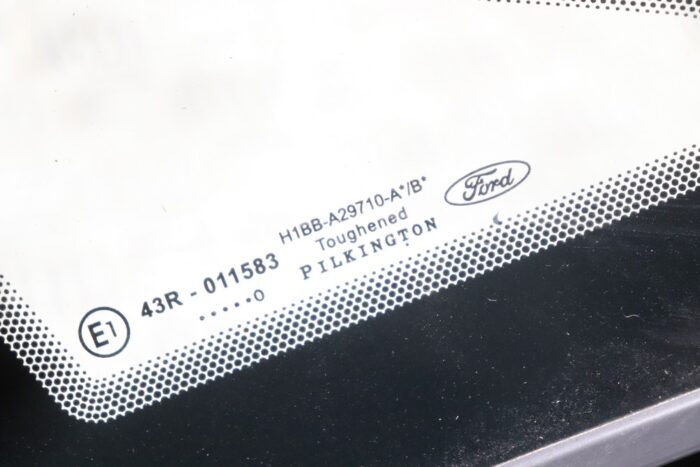 Ford
H1BB-A29710-A*/B*
Toughened
PILKINGTON
43R - 011583
.....0
E1